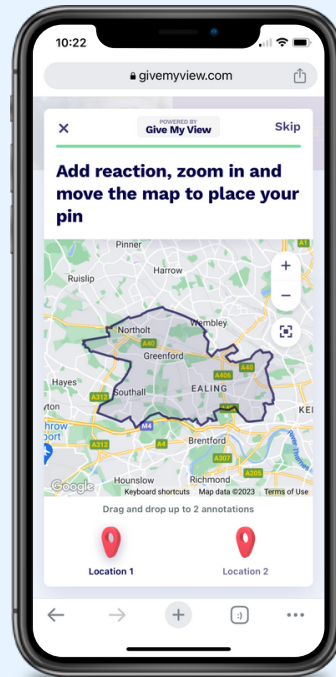 10:22
givemyview.com
POWERED BY
Give My View
Skip
Add reaction, zoom in and
move the map to place your
pin
Pinner
A1
Harrow
Ruislip
Northolt
Wembley
A40
Greenford
A40
A406
Hayes
Southall
EALING
A312
M4
A4
Brentford
A307
Hounslow
Richmond
A205
A312
Google
Keyboard shortcuts
Map data ©2023
Terms of Use
Drag and drop up to 2 annotations
Location 1
Location 2